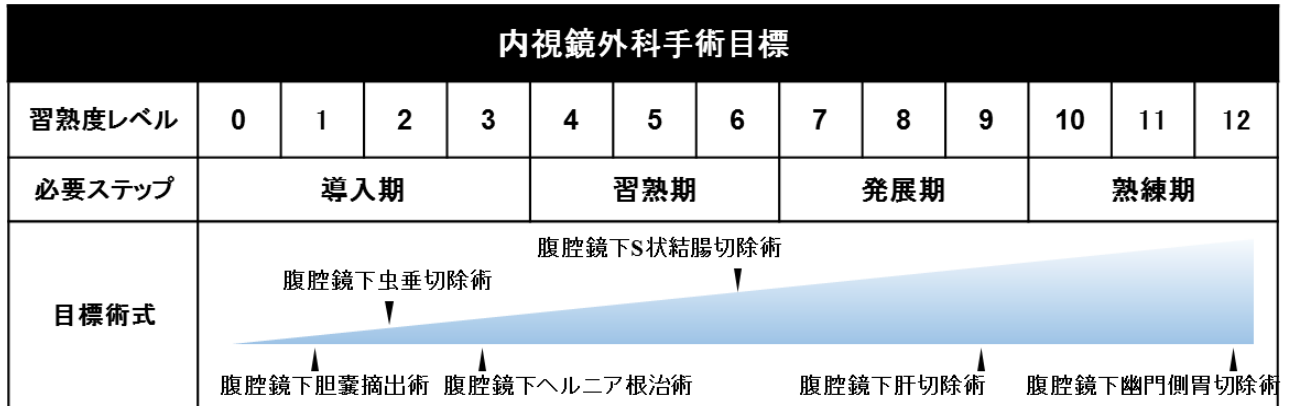 内視鏡外科手術目標
習熟度レベル 0 1 2 3 4 5 6 7 8 9 10 11 12
必要ステップ 導入期 習熟期 発展期 熟練期
腹腔鏡下S状結腸切除術
腹腔鏡下虫垂切除術
目標術式
腹腔鏡下胆嚢摘出術 腹腔鏡下ヘルニア根治術 腹腔鏡下肝切除術 腹腔鏡下幽門側胃切除術